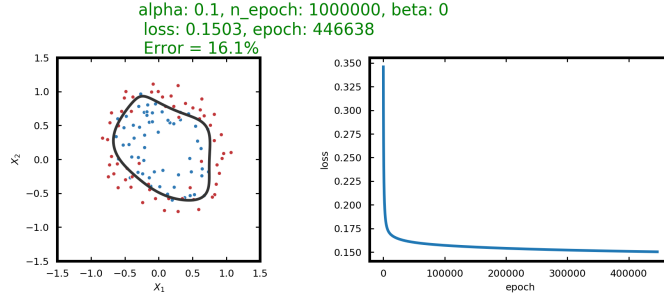 alpha: 0.1, n_epoch: 1000000, beta: 0
loss: 0.1503, epoch: 446638
Error = 16.1%
1.5
1.0
0.5
0.0
−0.5
−1.0
−1.5
X2
−1.5 −1.0 −0.5 0.0 0.5 1.0 1.5
X1
0.350
0.325
0.300
0.275
0.250
0.225
0.200
0.175
0.150
loss
0 100000 200000 300000 400000
epoch